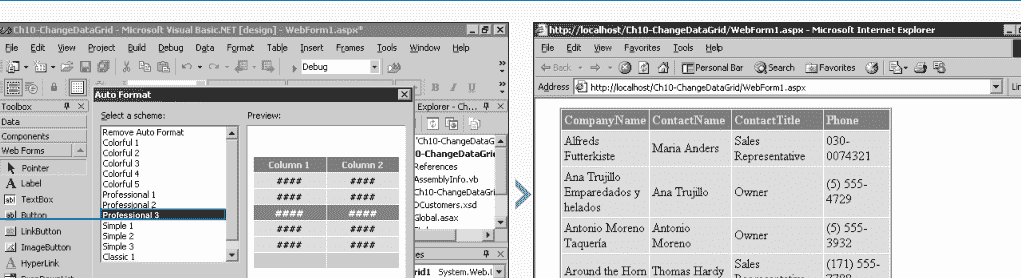 Ch10-ChangeDataGrid - Microsoft Visual Basic.NET [design] - WebForm1.aspx*
File Edit View Project Build Debug Data Format Table Insert Frames Tools Window Help
Debug
B I U
Toolbox
Data
Components
Web Forms
Pointer
Label
TextBox
Button
LinkButton
ImageButton
HyperLink
Auto Format
Select a scheme:
Remove Auto Format
Colorful 1
Colorful 2
Colorful 3
Colorful 4
Colorful 5
Professional 1
Professional 2
Professional 3
Simple 1
Simple 2
Simple 3
Classic 1
Preview:
Column 1 Column 2
#### ####
#### ####
#### ####
#### ####
#### ####
Explorer - Ch...
'Ch10-ChangeDataG
0-ChangeDataGri
References
AssemblyInfo.vb
Ch10-ChangeDataGri
DCustomers.xsd
Global.asax
es
rid1 System.Web.
http://localhost/Ch10-ChangeDataGrid/WebForm1.aspx - Microsoft Internet Explorer
File Edit View Favorites Tools Help
Back Personal Bar Search Favorites
Address http://localhost/Ch10-ChangeDataGrid/WebForm1.aspx
CompanyName ContactName ContactTitle Phone
Alfreds Futterkiste Maria Anders Sales Representative 030-0074321
Ana Trujillo Emparedados y helados Ana Trujillo Owner (5) 555-4729
Antonio Moreno Taquería Antonio Moreno Owner (5) 555-3932
Around the Horn Thomas Hardy Sales Representative (171) 555-7788